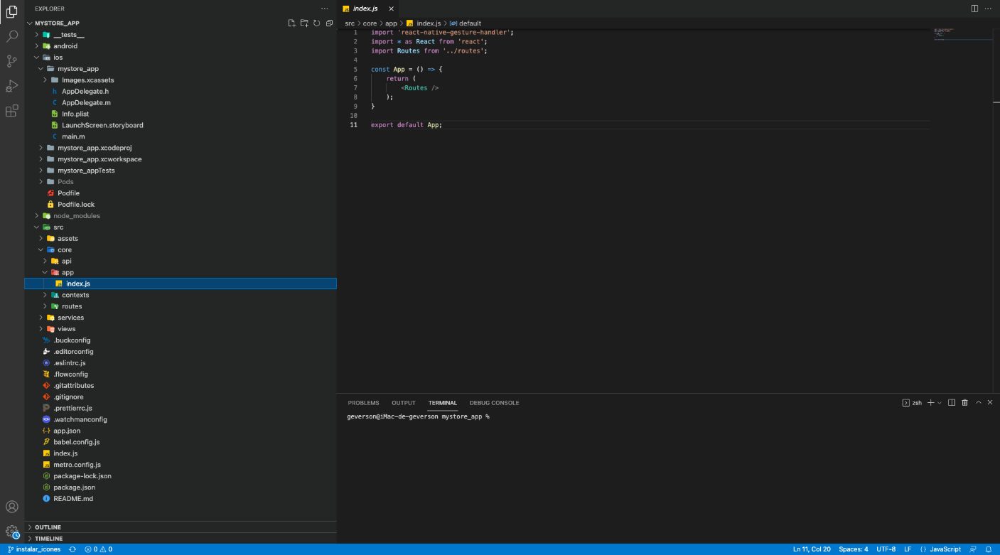 EXPLORER
MYSTORE_APP
__tests__
android
ios
mystore_app
Images.xcassets
h AppDelegate.h
C AppDelegate.m
Info.plist
LaunchScreen.storyboard
C main.m
mystore_app.xcodeproj
mystore_app.xcworkspace
mystore_appTests
Pods
Podfile
Podfile.lock
node_modules
src
assets
core
api
app
JS index.js
contexts
routes
services
views
.buckconfig
.editorconfig
.eslintrc.js
.flowconfig
.gitattributes
.gitignore
.prettierrc.js
.watchmanconfig
{..} app.json
babel.config.js
JS index.js
JS metro.config.js
package-lock.json
package.json
README.md
OUTLINE
TIMELINE
JS index.js
src > core > app > JS index.js > default
1 import 'react-native-gesture-handler';
2 import * as React from 'react';
3 import Routes from '../routes';
4
5 const App = () => {
6 return (
7 <Routes />
8 );
9 }
10
11 export default App;
PROBLEMS OUTPUT TERMINAL DEBUG CONSOLE zsh
geverson@iMac-de-geverson mystore_app %
instalar_icones 0 0 Ln 11, Col 20 Spaces: 4 UTF-8 LF {} JavaScript